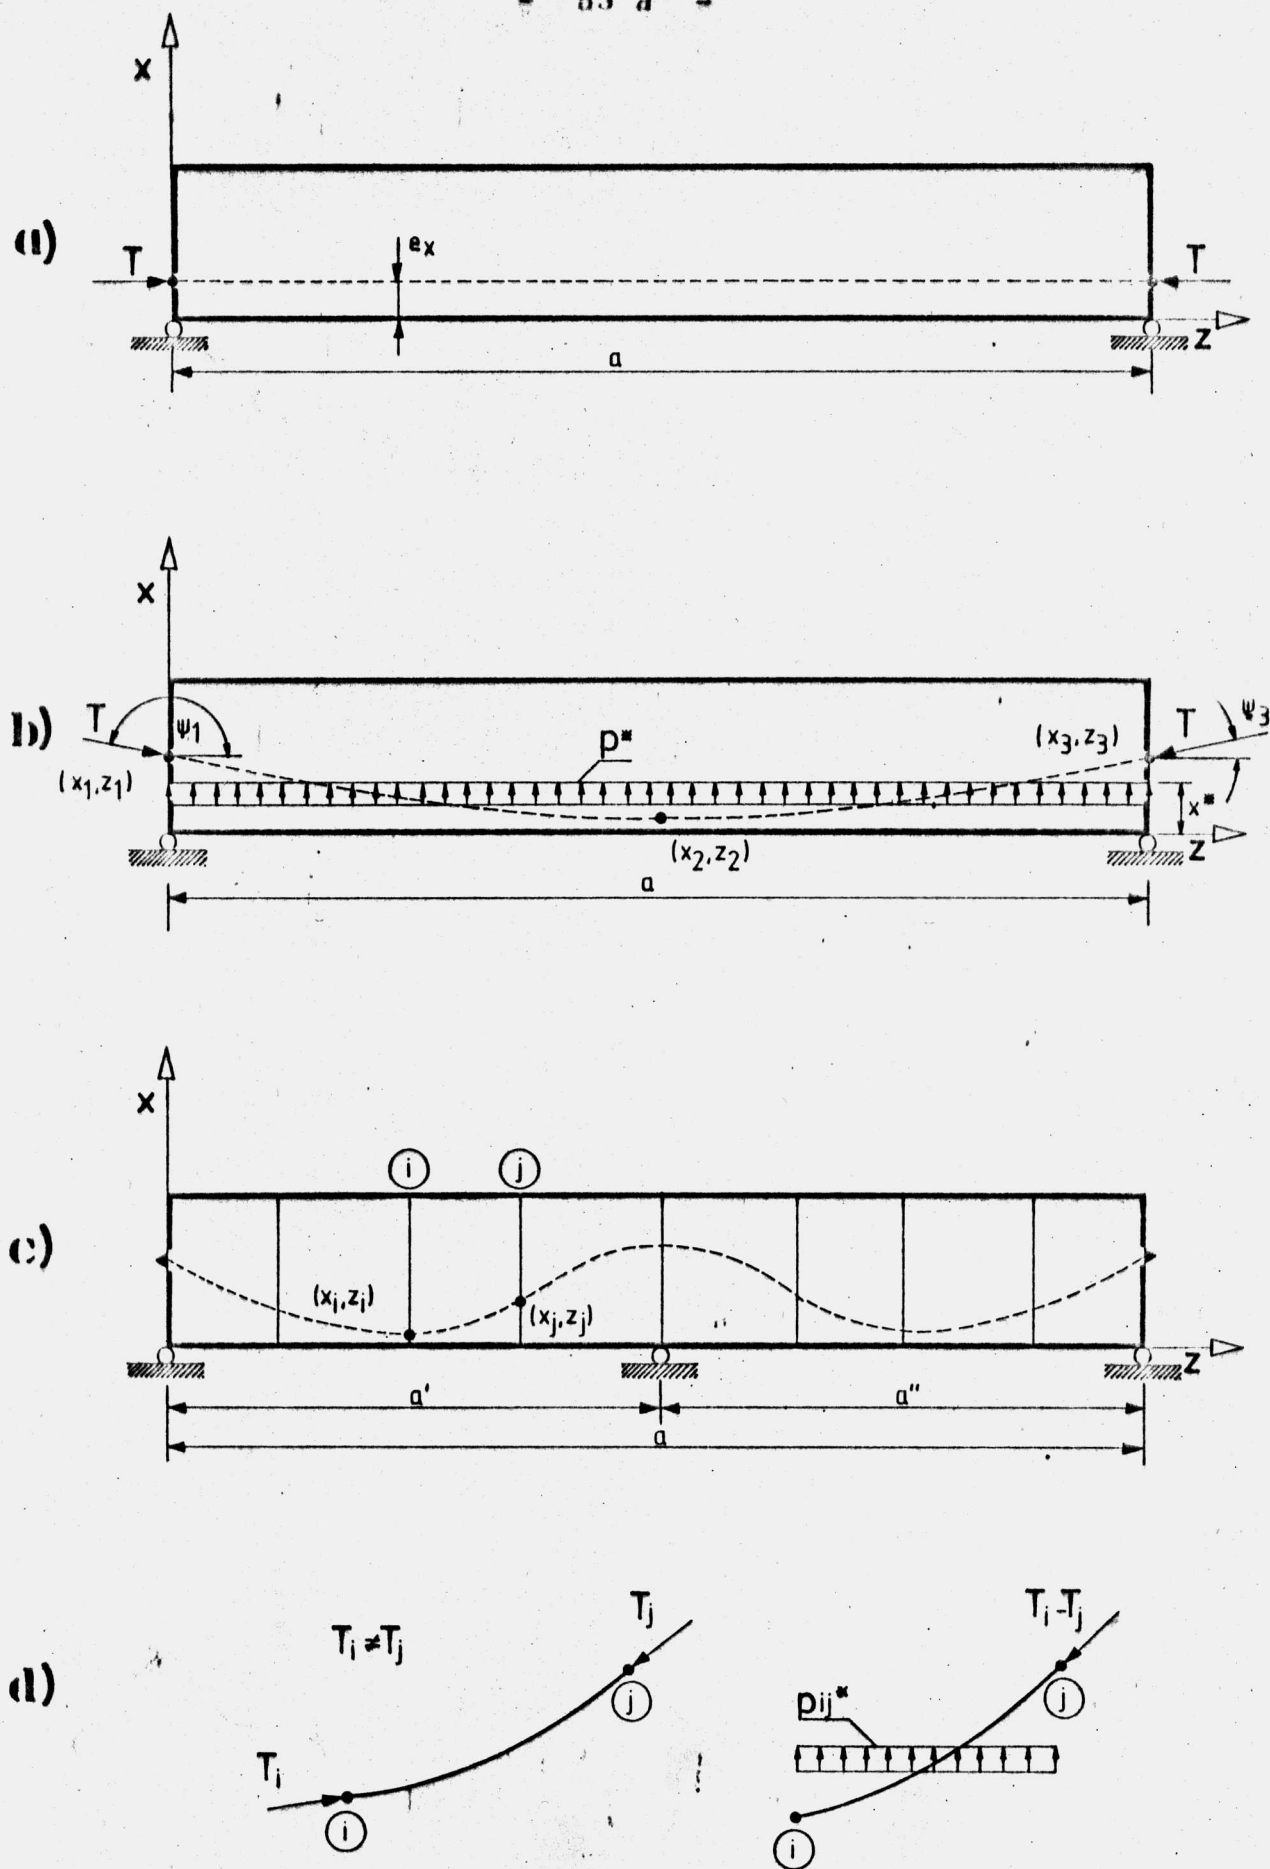 x
a)
T
eₓ
T
z
a
x
b)
T
ψ₁
p*
(x₃,z₃)
T
ψ₃
(x₁,z₁)
x*
(x₂,z₂)
z
a
x
i j
c)
(xᵢ,zᵢ)
(xⱼ,zⱼ)
z
a' a"
a
d)
Tᵢ ≠ Tⱼ
Tⱼ
Tᵢ-Tⱼ
j
j
pij*
Tᵢ
i
i